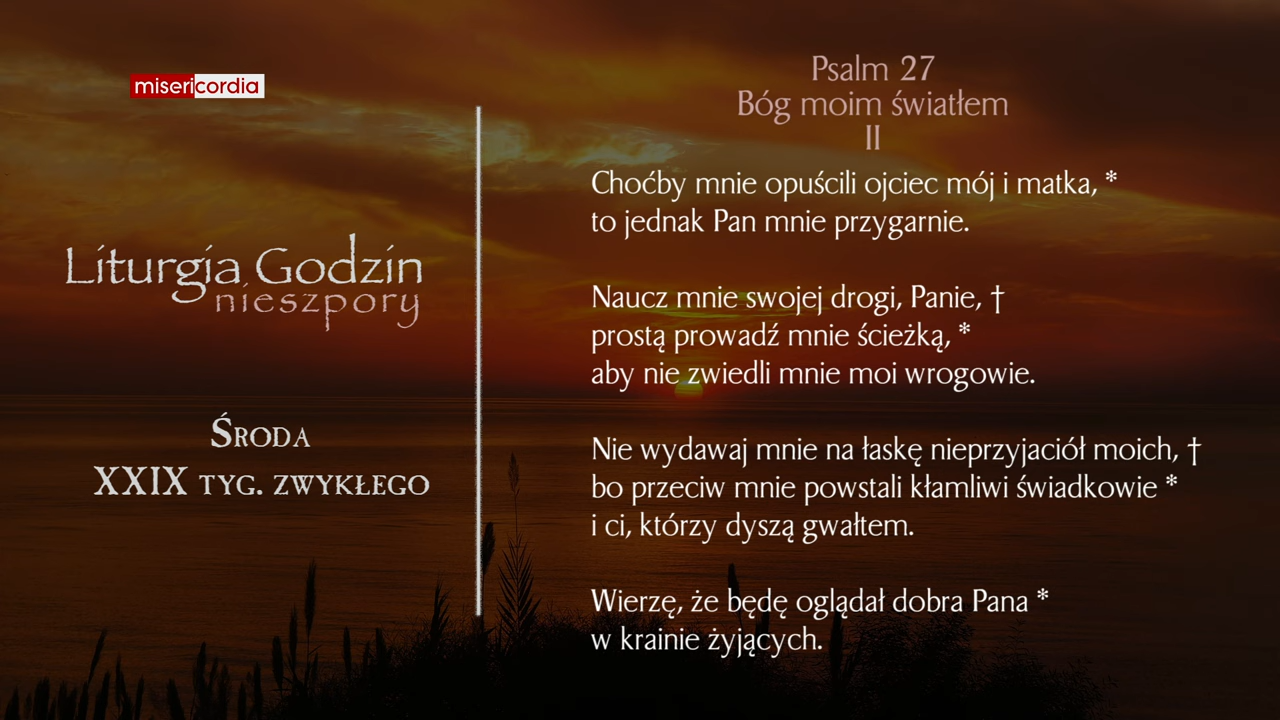 misericordia
Liturgia Godzin
nieszpory
Środa
XXIX tyg. zwykłego
Psalm 27
Bóg moim światłem
II
Choćby mnie opuścili ojciec mój i matka, *
to jednak Pan mnie przygarnie.
Naucz mnie swojej drogi, Panie, †
prostą prowadź mnie ścieżką, *
aby nie zwiedli mnie moi wrogowie.
Nie wydawaj mnie na łaskę nieprzyjaciół moich, †
bo przeciw mnie powstali kłamliwi świadkowie *
i ci, którzy dyszą gwałtem.
Wierzę, że będę oglądał dobra Pana *
w krainie żyjących.